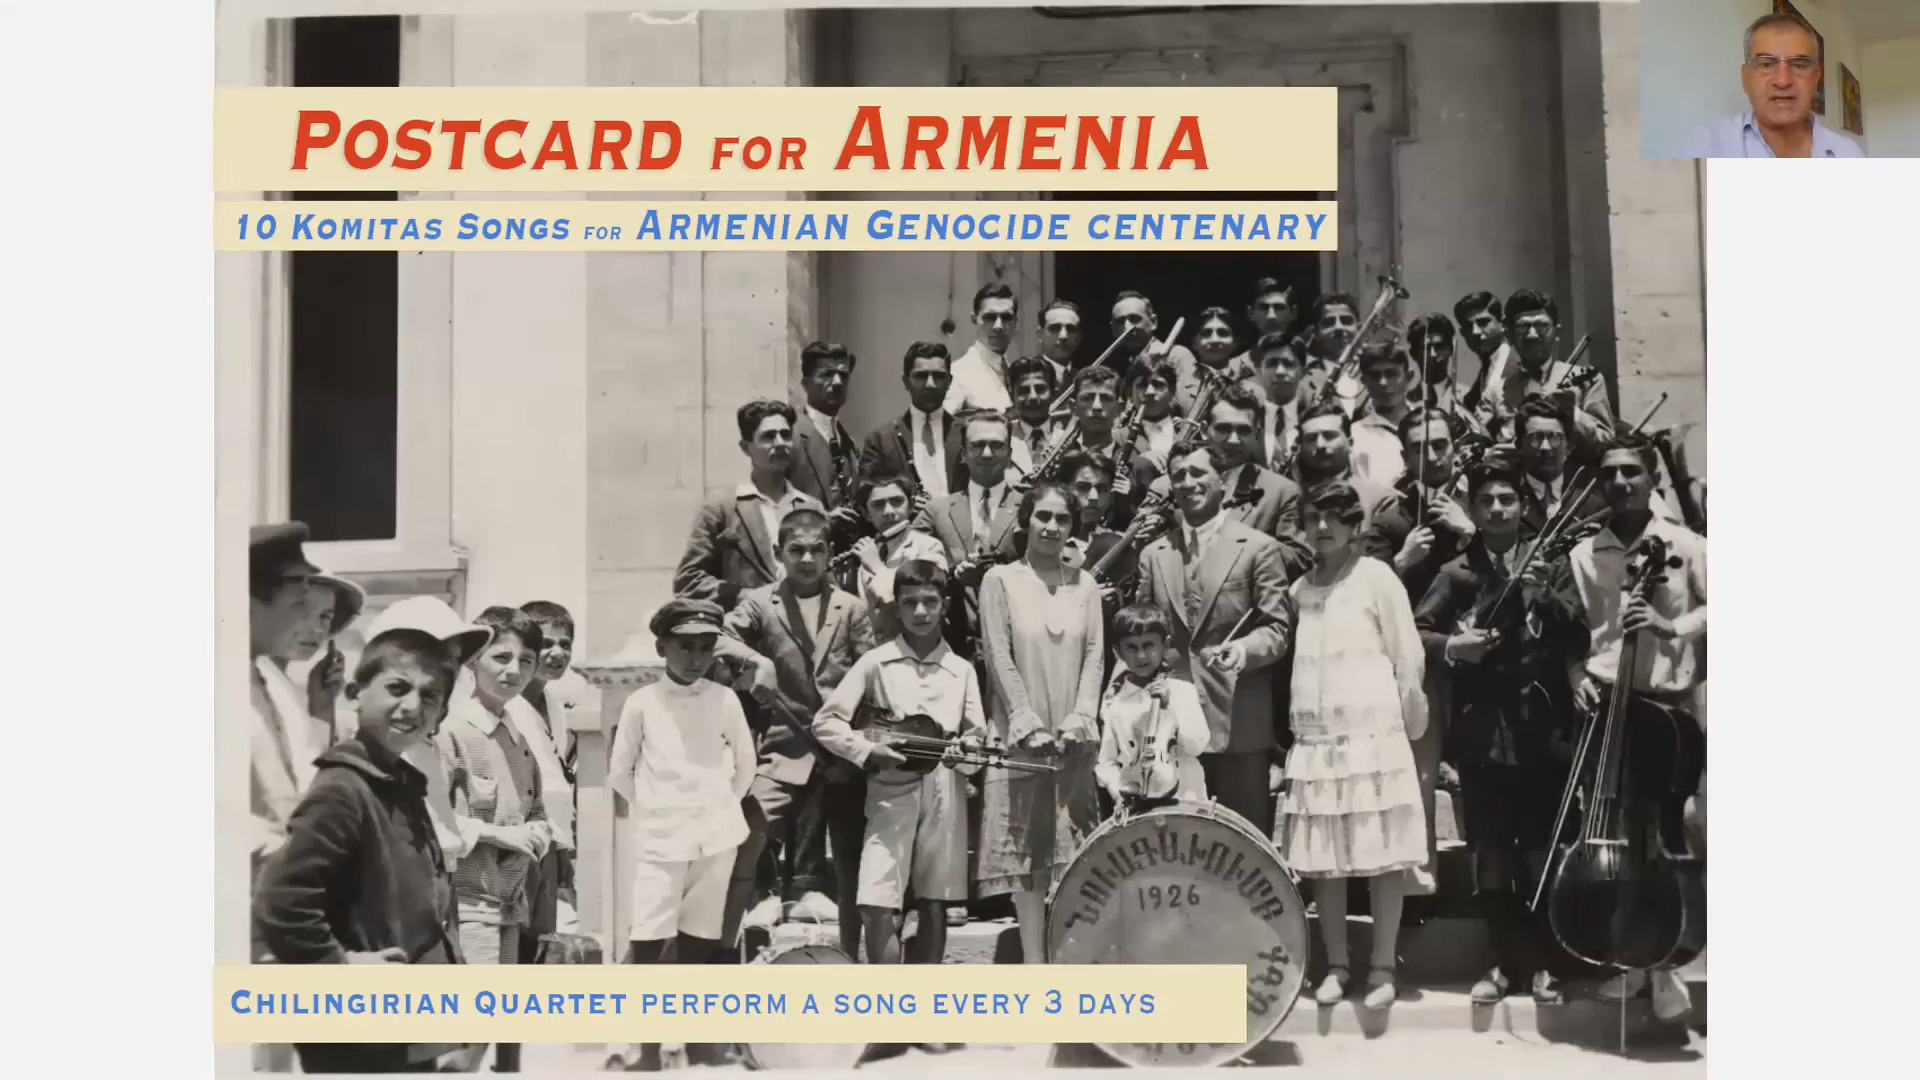 POSTCARD FOR ARMENIA
10 KOMITAS SONGS FOR ARMENIAN GENOCIDE CENTENARY
1926
CHILINGIRIAN QUARTET PERFORM A SONG EVERY 3 DAYS